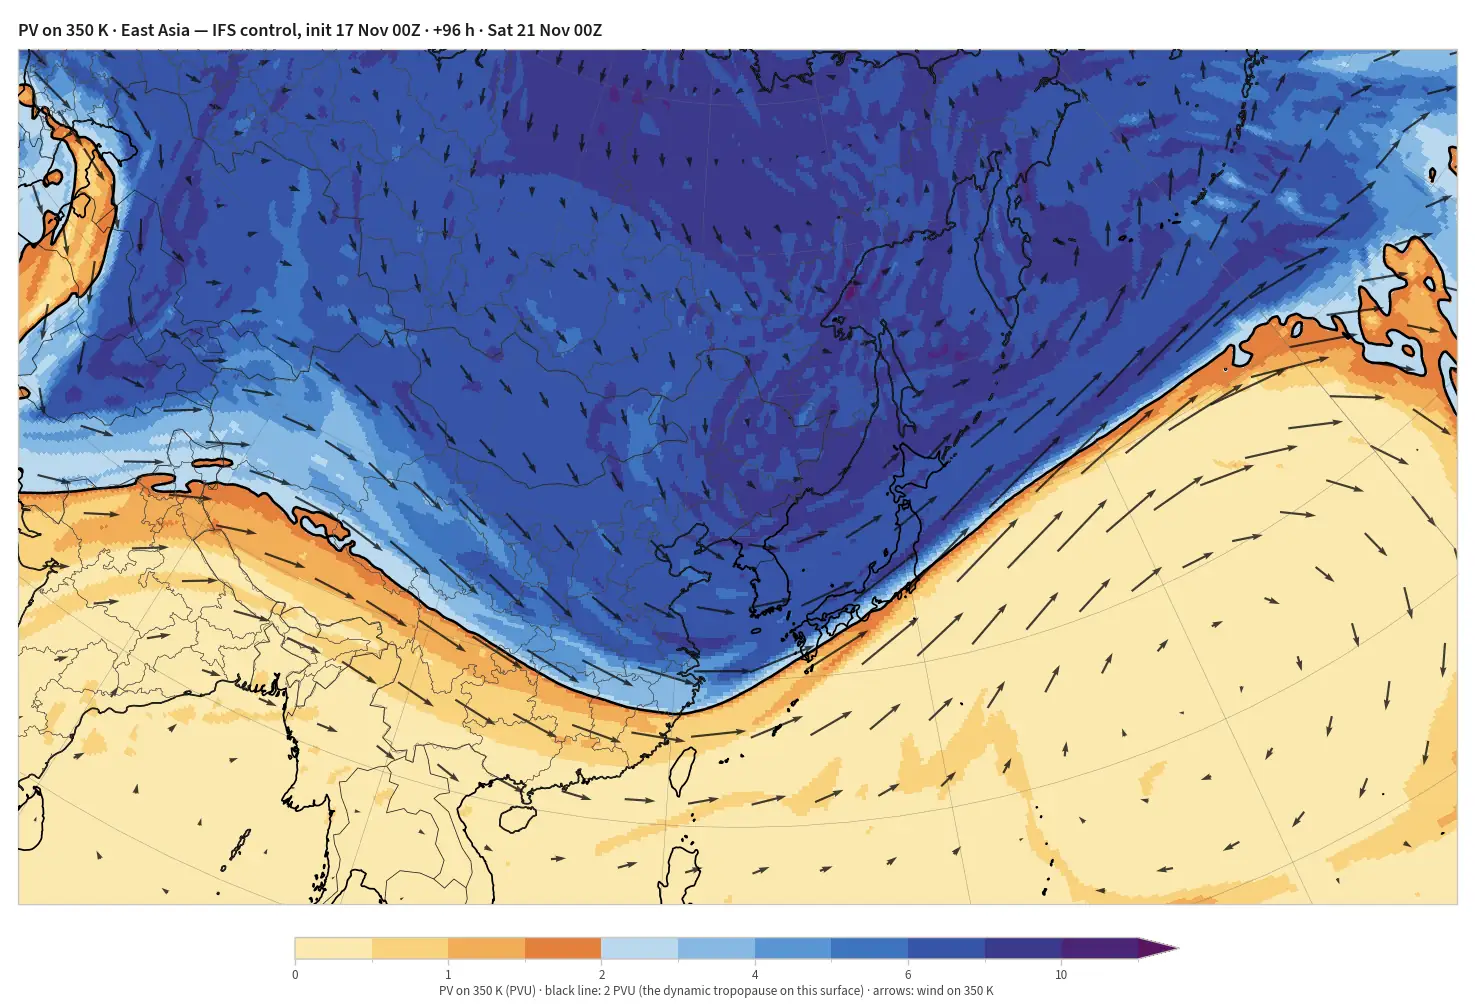 PV on 350 K · East Asia — IFS control, init 17 Nov 00Z · +96 h · Sat 21 Nov 00Z
0 1 2 4 6 10
PV on 350 K (PVU) · black line: 2 PVU (the dynamic tropopause on this surface) · arrows: wind on 350 K